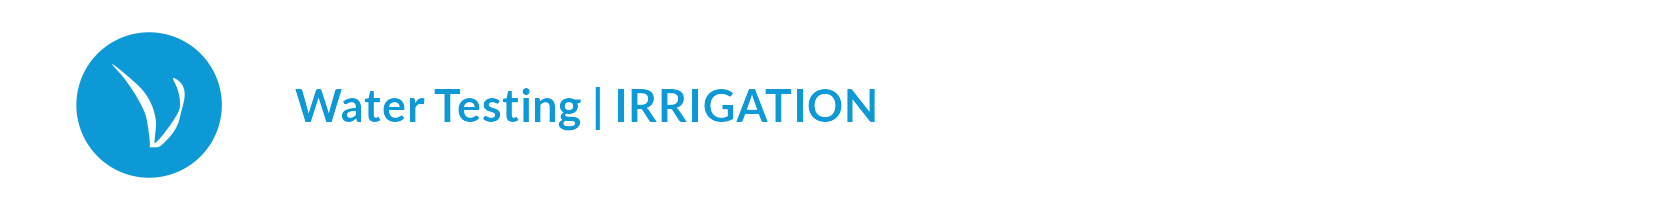 Water Testing | IRRIGATION